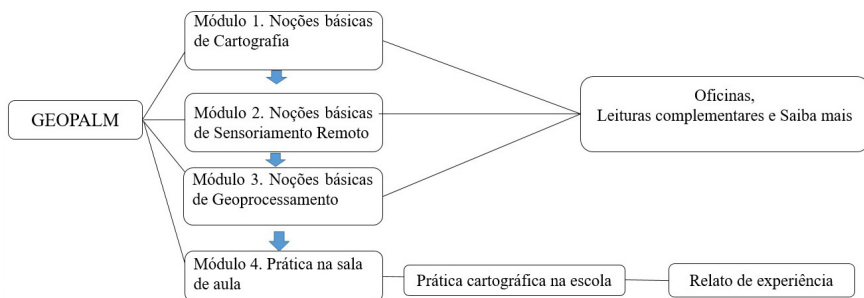 Módulo 1. Noções básicas
de Cartografia
GEOPALM
Módulo 2. Noções básicas
de Sensoriamento Remoto
Oficinas,
Leituras complementares e Saiba mais
Módulo 3. Noções básicas
de Geoprocessamento
Módulo 4. Prática na sala
de aula
Prática cartográfica na escola
Relato de experiência